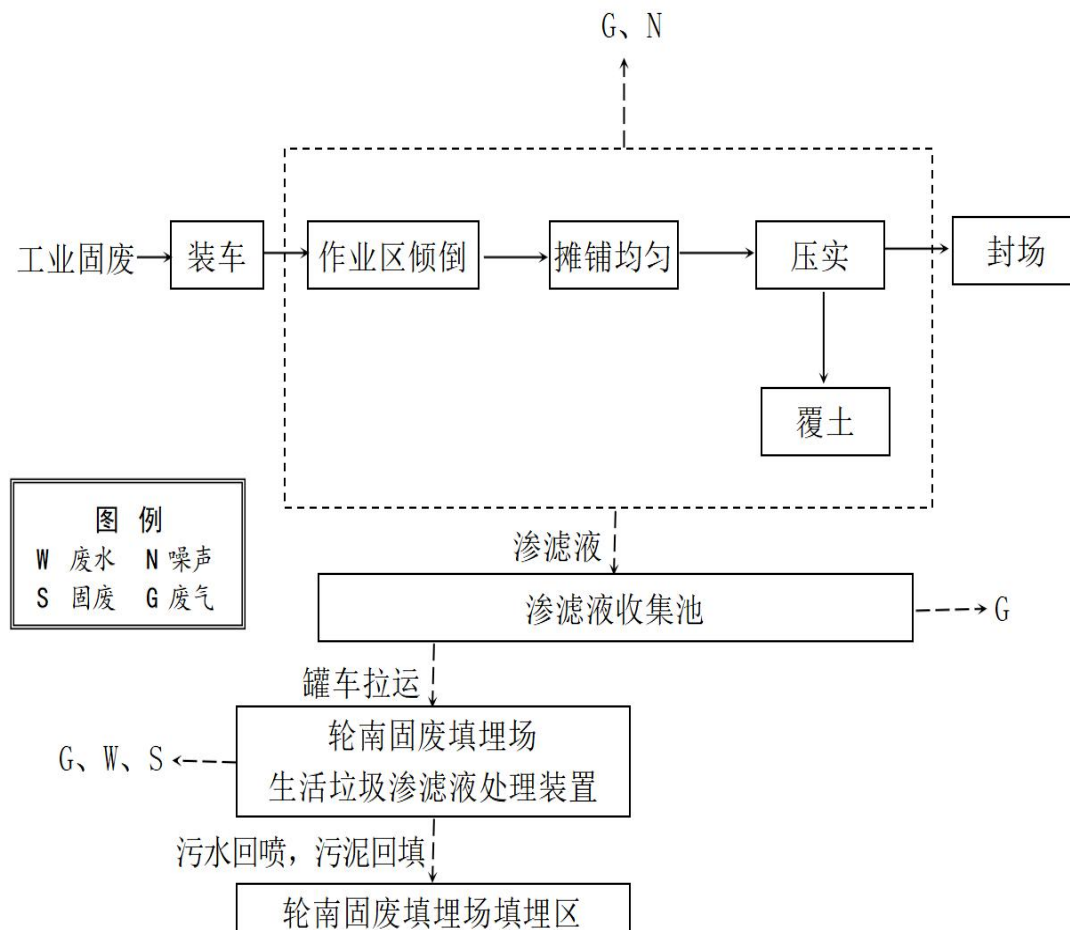 G、N
工业固废
装车
作业区倾倒
摊铺均匀
压实
封场
覆土
图 例
W 废水 N 噪声
S 固废 G 废气
渗滤液
渗滤液收集池
G
罐车拉运
轮南固废填埋场
生活垃圾渗滤液处理装置
G、W、S
污水回喷，污泥回填
轮南固废填埋场填埋区